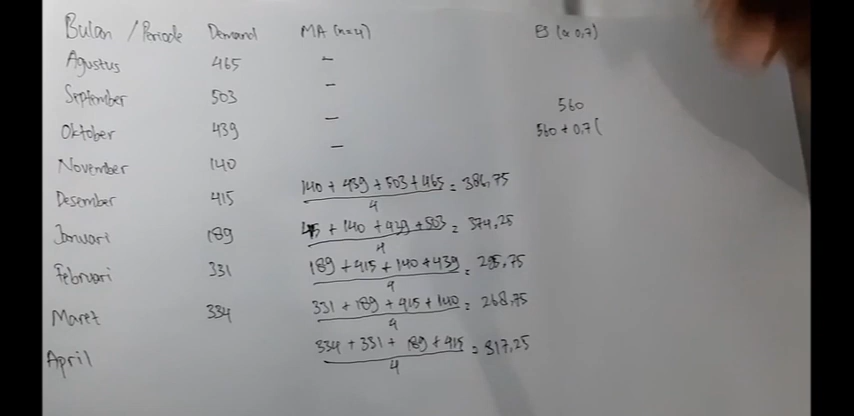 Bulan / Periode Demand MA (n=4) ES (α 0,7)
Agustus 465 -
September 503 - 560
Oktober 439 - 560 + 0.7(
November 140 -
Desember 415 140 + 439 + 503 + 465 / 4 = 386,75
Januari 189 415 + 140 + 439 + 503 / 4 = 374,25
Februari 331 189 + 415 + 140 + 439 / 4 = 295,75
Maret 334 331 + 189 + 415 + 140 / 4 = 268,75
April 334 + 331 + 189 + 415 / 4 = 317,25